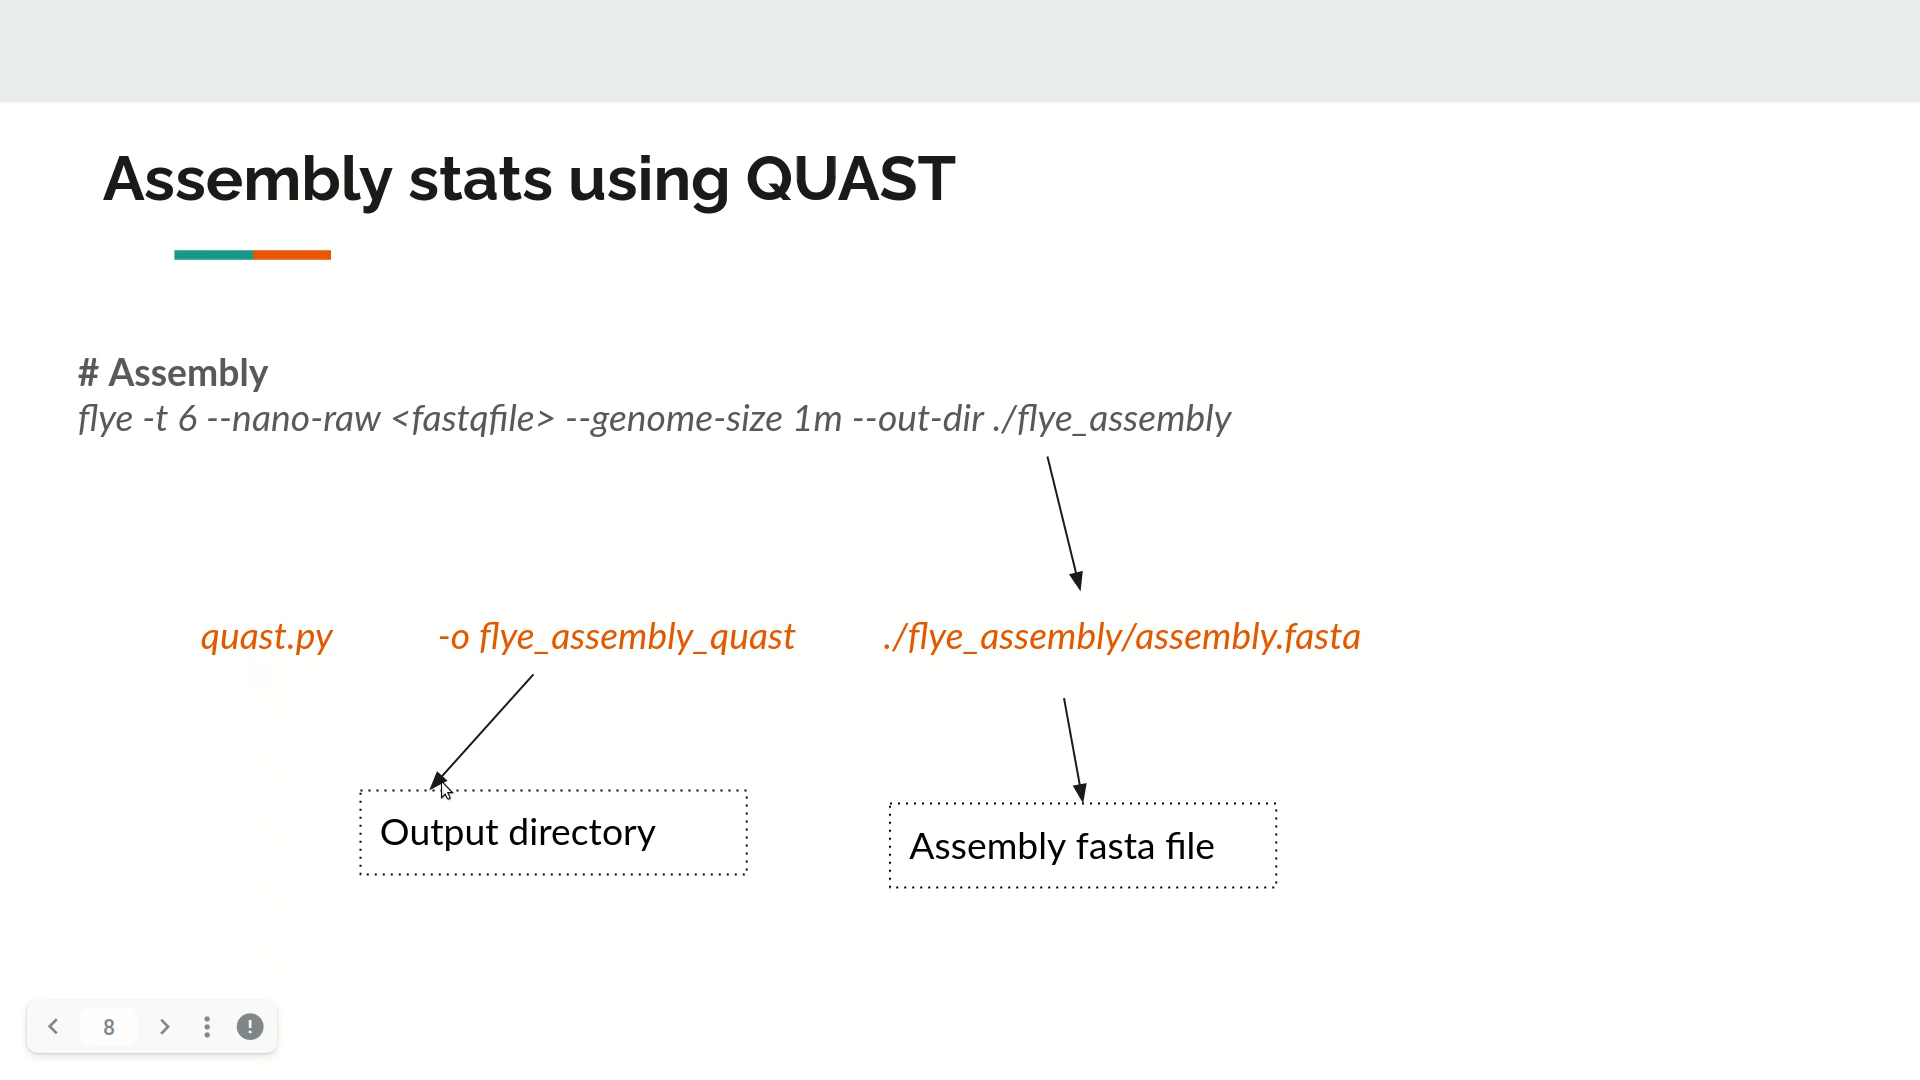 Assembly stats using QUAST
# Assembly
flye -t 6 --nano-raw <fastqfile> --genome-size 1m --out-dir ./flye_assembly
quast.py -o flye_assembly_quast ./flye_assembly/assembly.fasta
Output directory
Assembly fasta file
8